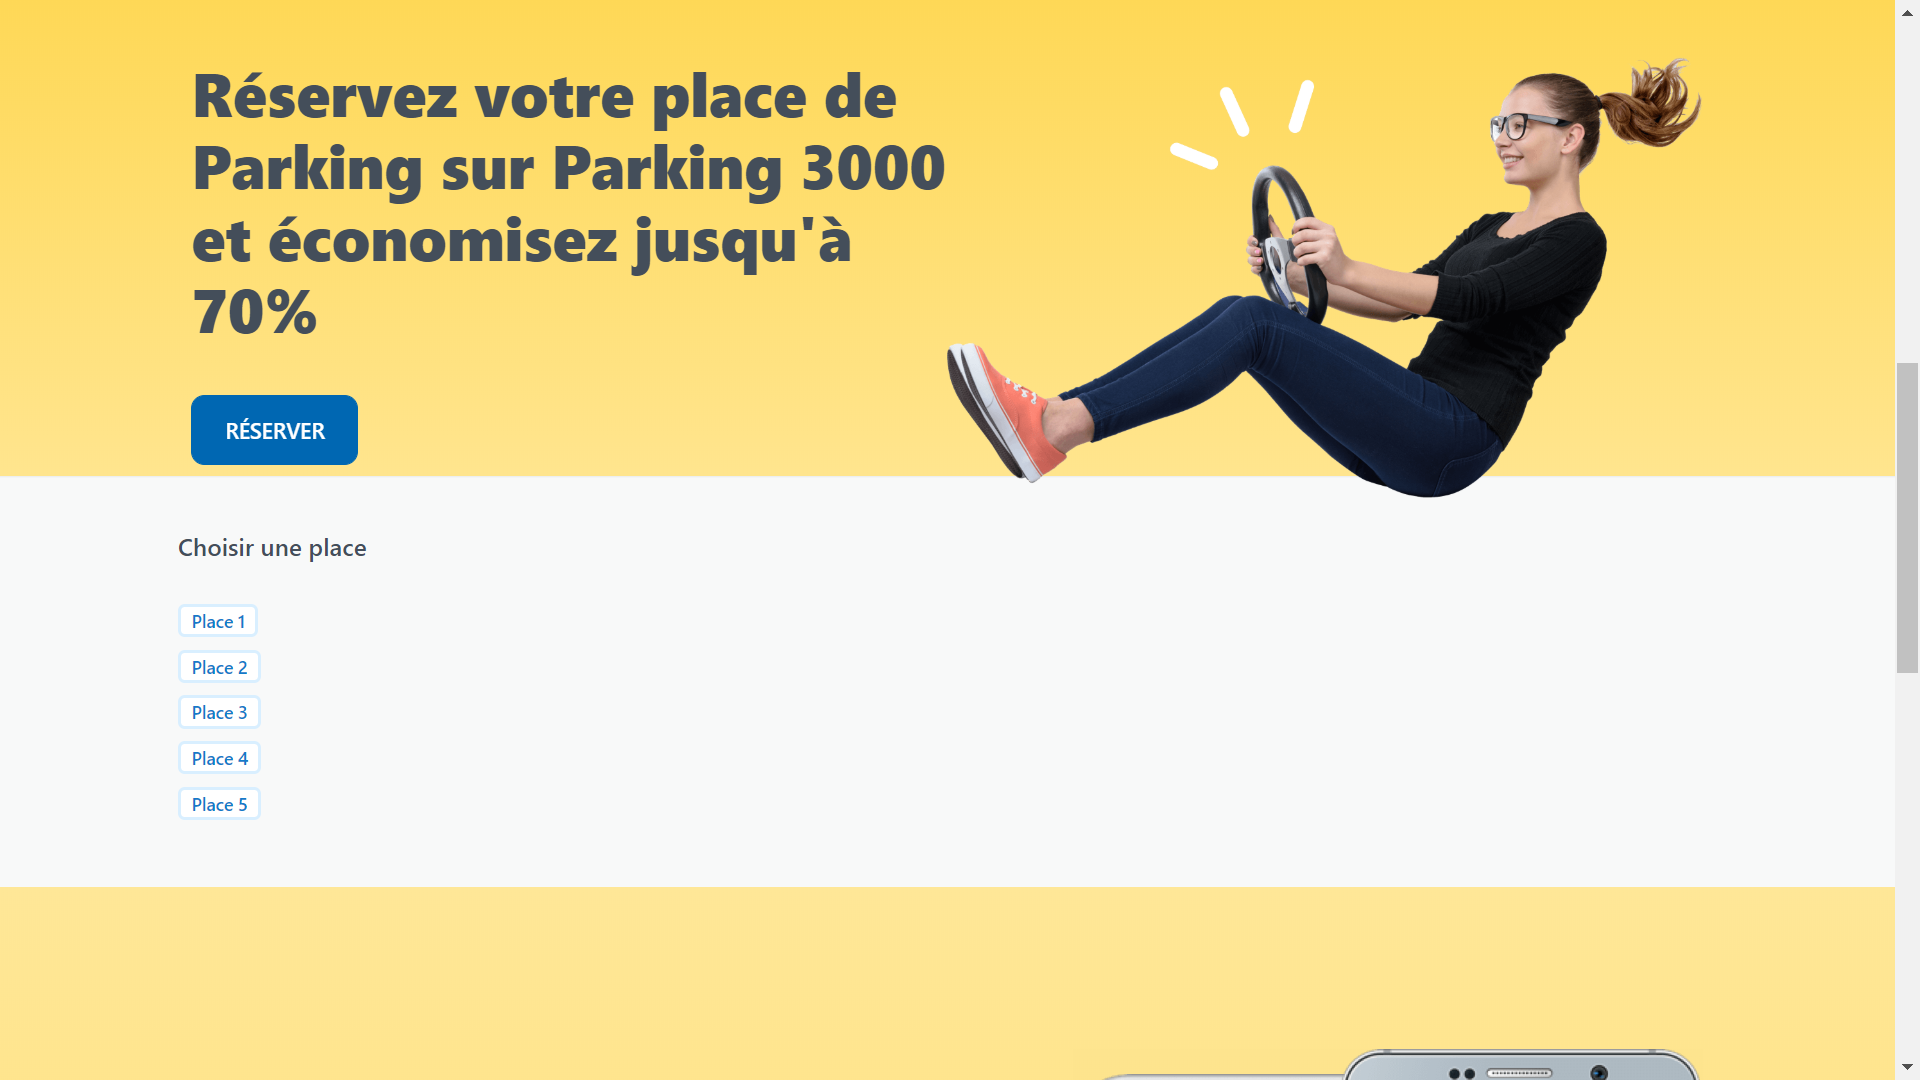 Réservez votre place de
Parking sur Parking 3000
et économisez jusqu'à
70%
RÉSERVER
Choisir une place
Place 1
Place 2
Place 3
Place 4
Place 5